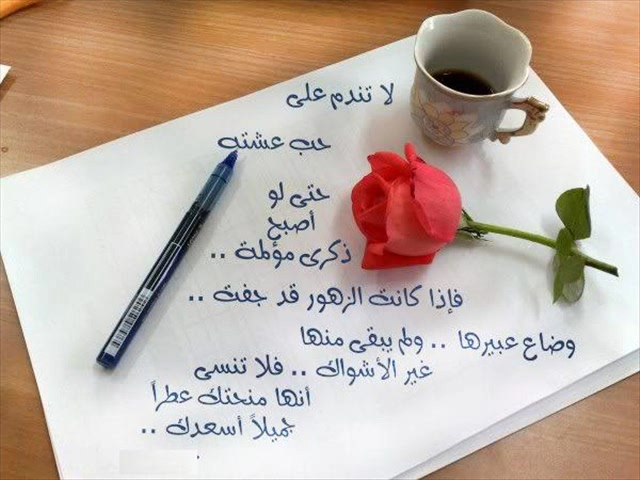 لا تندم على
حب عشته
حتى لو
أصبح
ذكرى مؤلمة ..
فإذا كانت الزهور قد جفت ..
وضاع عبيرها .. ولم يبقى منها
غير الأشواك .. فلا تنسى
أنها منحتك عطراً
جميلاً أسعدك ..